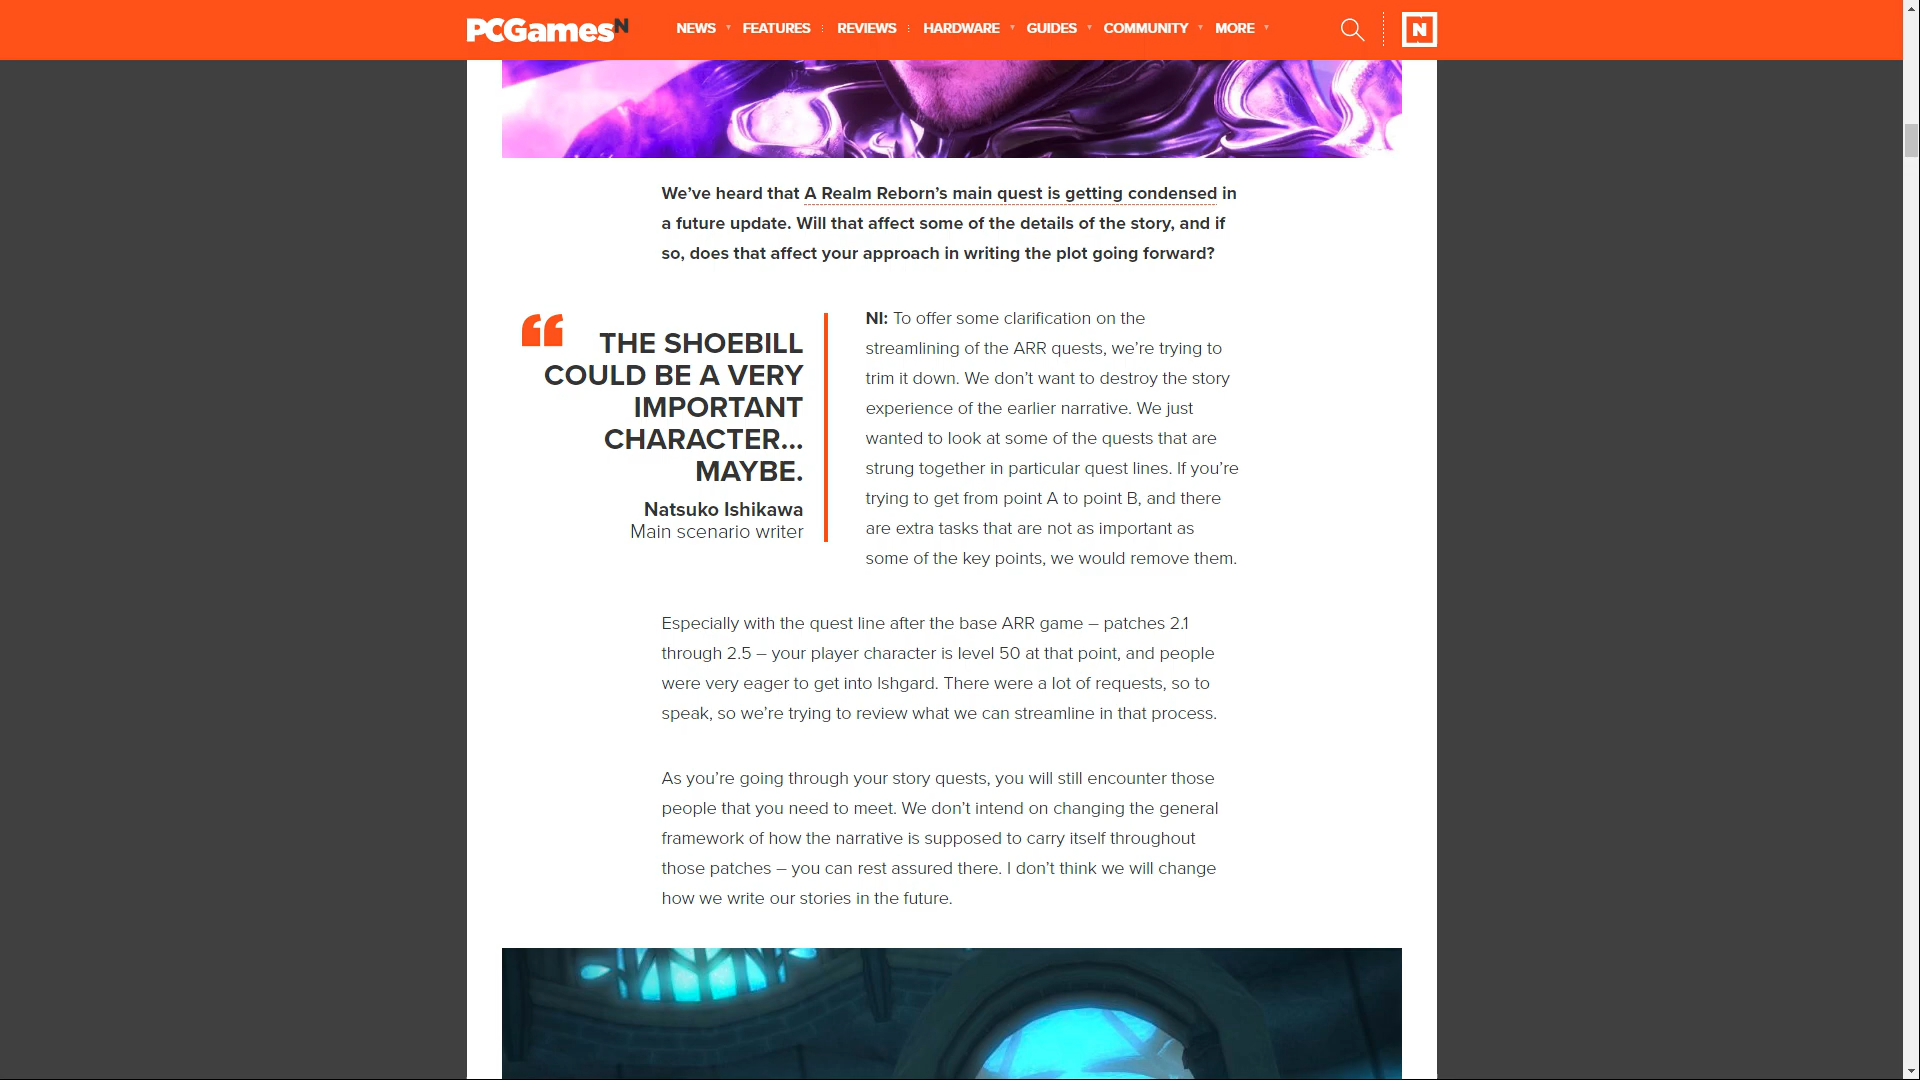 PCGamesN
NEWS
FEATURES
REVIEWS
HARDWARE
GUIDES
COMMUNITY
MORE
N
We’ve heard that A Realm Reborn’s main quest is getting condensed in
a future update. Will that affect some of the details of the story, and if
so, does that affect your approach in writing the plot going forward?
“
THE SHOEBILL
COULD BE A VERY
IMPORTANT
CHARACTER...
MAYBE.
Natsuko Ishikawa
Main scenario writer
NI: To offer some clarification on the
streamlining of the ARR quests, we’re trying to
trim it down. We don’t want to destroy the story
experience of the earlier narrative. We just
wanted to look at some of the quests that are
strung together in particular quest lines. If you’re
trying to get from point A to point B, and there
are extra tasks that are not as important as
some of the key points, we would remove them.
Especially with the quest line after the base ARR game – patches 2.1
through 2.5 – your player character is level 50 at that point, and people
were very eager to get into Ishgard. There were a lot of requests, so to
speak, so we’re trying to review what we can streamline in that process.
As you’re going through your story quests, you will still encounter those
people that you need to meet. We don’t intend on changing the general
framework of how the narrative is supposed to carry itself throughout
those patches – you can rest assured there. I don’t think we will change
how we write our stories in the future.